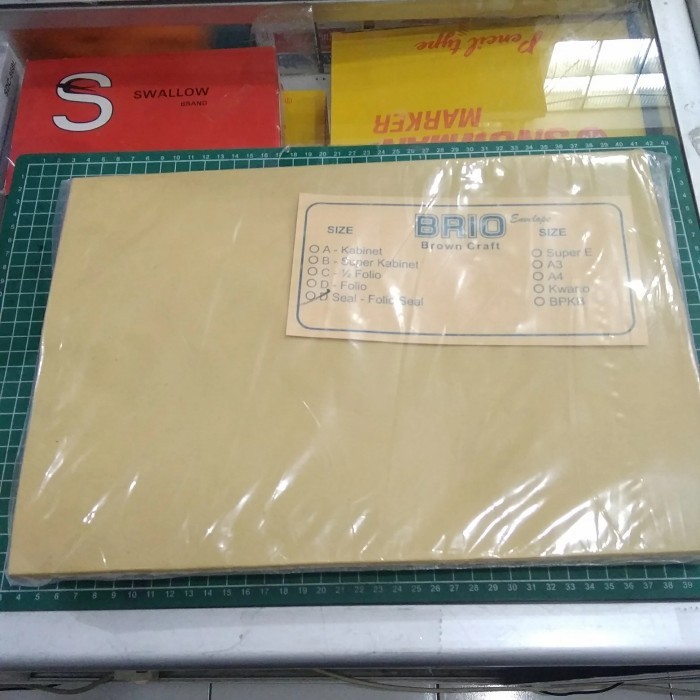 S
SWALLOW
BRAND
Pencil type
SNOWMAN
MARKER
BRIO Envelope
Brown Craft
SIZE
A - Kabinet
B - Super Kabinet
C - ½ Folio
D - Folio
D Seal - Folio Seal
SIZE
Super E
A3
A4
Kwarto
BPKB